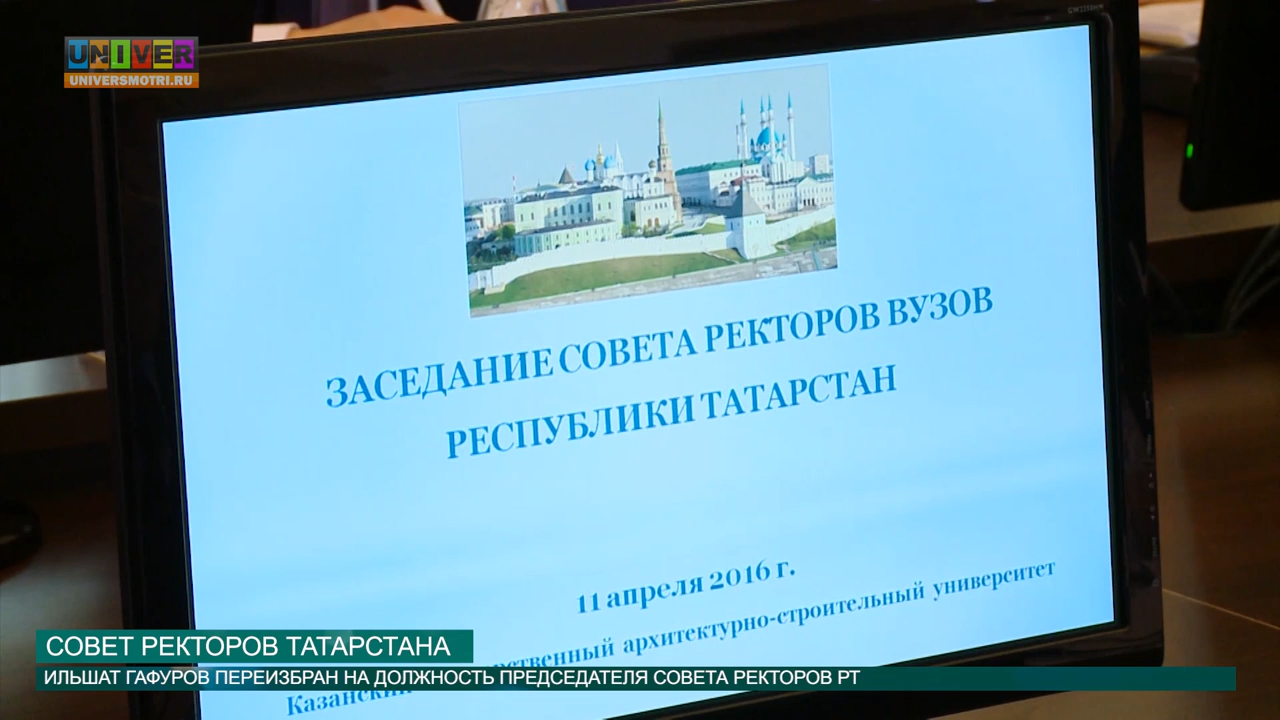 UNIVER
UNIVERSMOTRI.RU
ЗАСЕДАНИЕ СОВЕТА РЕКТОРОВ ВУЗОВ
РЕСПУБЛИКИ ТАТАРСТАН
11 апреля 2016 г.
архитектурно-строительный университет
СОВЕТ РЕКТОРОВ ТАТАРСТАНА
ИЛЬШАТ ГАФУРОВ ПЕРЕИЗБРАН НА ДОЛЖНОСТЬ ПРЕДСЕДАТЕЛЯ СОВЕТА РЕКТОРОВ РТ